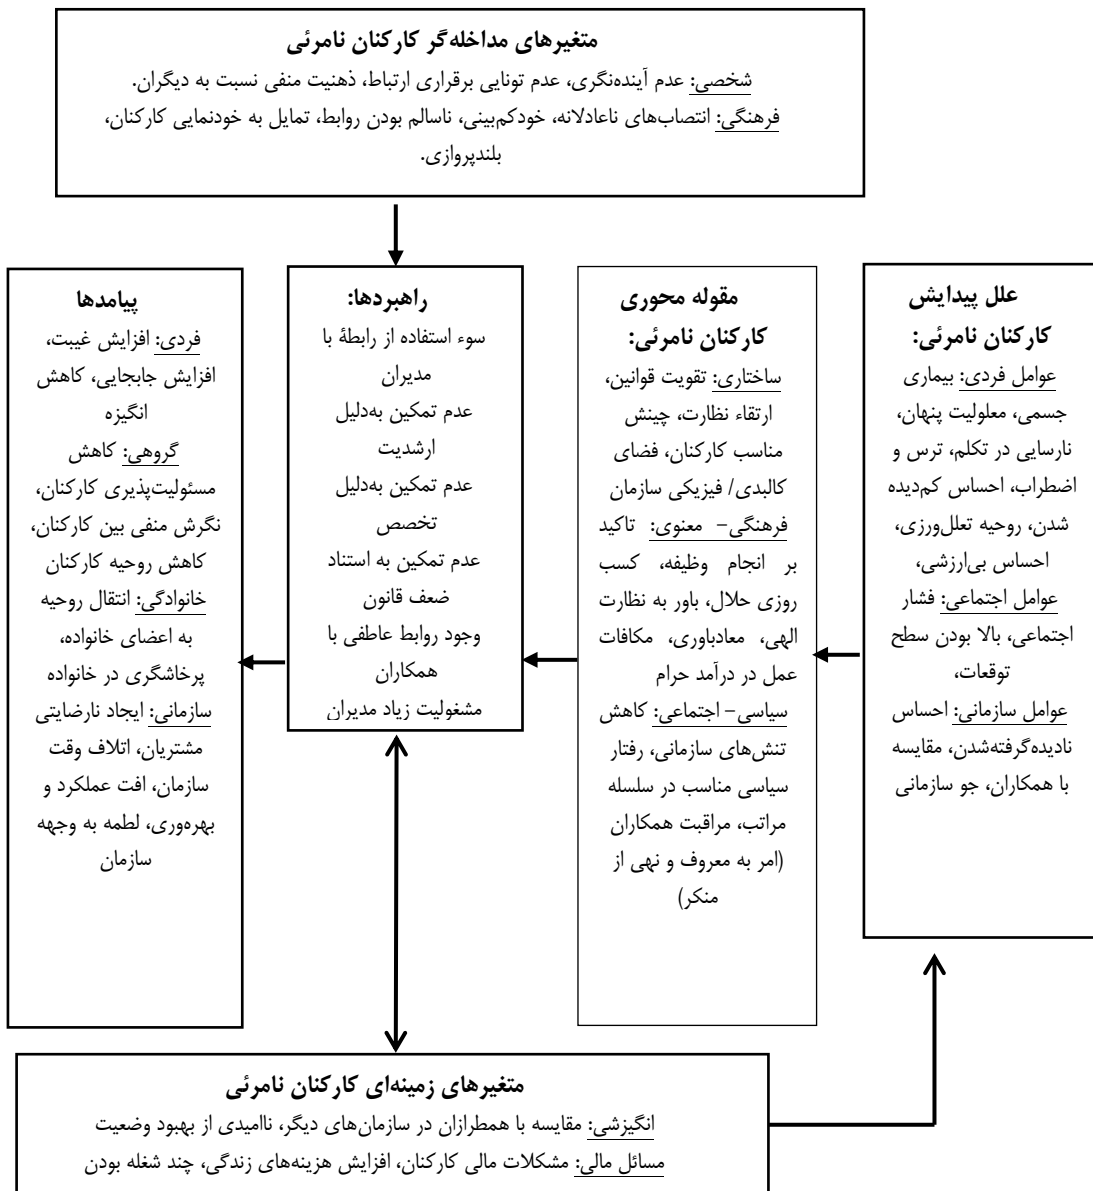 متغیرهای مداخله‌گر کارکنان نامرئی
شخصی: عدم آینده‌نگری، عدم تونایی برقراری ارتباط، ذهنیت منفی نسبت به دیگران.
فرهنگی: انتصاب‌های ناعادلانه، خودکم‌بینی، ناسالم بودن روابط، تمایل به خودنمایی کارکنان،
بلندپروازی.
علل پیدایش
کارکنان نامرئی:
عوامل فردی: بیماری
جسمی، معلولیت پنهان،
نارسایی در تکلم، ترس و
اضطراب، احساس کم‌دیده
شدن، روحیه تعلل‌ورزی،
احساس بی‌ارزشی،
عوامل اجتماعی: فشار
اجتماعی، بالا بودن سطح
توقعات،
عوامل سازمانی: احساس
نادیده‌گرفته‌شدن، مقایسه
با همکاران، جو سازمانی
مقوله محوری
کارکنان نامرئی:
ساختاری: تقویت قوانین،
ارتقاء نظارت، چینش
مناسب کارکنان، فضای
کالبدی/ فیزیکی سازمان
فرهنگی– معنوی: تاکید
بر انجام وظیفه، کسب
روزی حلال، باور به نظارت
الهی، معادباوری، مکافات
عمل در درآمد حرام
سیاسی– اجتماعی: کاهش
تنش‌های سازمانی، رفتار
سیاسی مناسب در سلسله
مراتب، مراقبت همکاران
(امر به معروف و نهی از
منکر)
راهبردها:
سوء استفاده از رابطۀ با
مدیران
عدم تمکین به‌دلیل
ارشدیت
عدم تمکین به‌دلیل
تخصص
عدم تمکین به استناد
ضعف قانون
وجود روابط عاطفی با
همکاران
مشغولیت زیاد مدیران
پیامدها
فردی: افزایش غیبت،
افزایش جابجایی، کاهش
انگیزه
گروهی: کاهش
مسئولیت‌پذیری کارکنان،
نگرش منفی بین کارکنان،
کاهش روحیه کارکنان
خانوادگی: انتقال روحیه
به اعضای خانواده،
پرخاشگری در خانواده
سازمانی: ایجاد نارضایتی
مشتریان، اتلاف وقت
سازمان، افت عملکرد و
بهره‌وری، لطمه به وجهه
سازمان
متغیرهای زمینه‌ای کارکنان نامرئی
انگیزشی: مقایسه با همطرازان در سازمان‌های دیگر، ناامیدی از بهبود وضعیت
مسائل مالی: مشکلات مالی کارکنان، افزایش هزینه‌های زندگی، چند شغله بودن